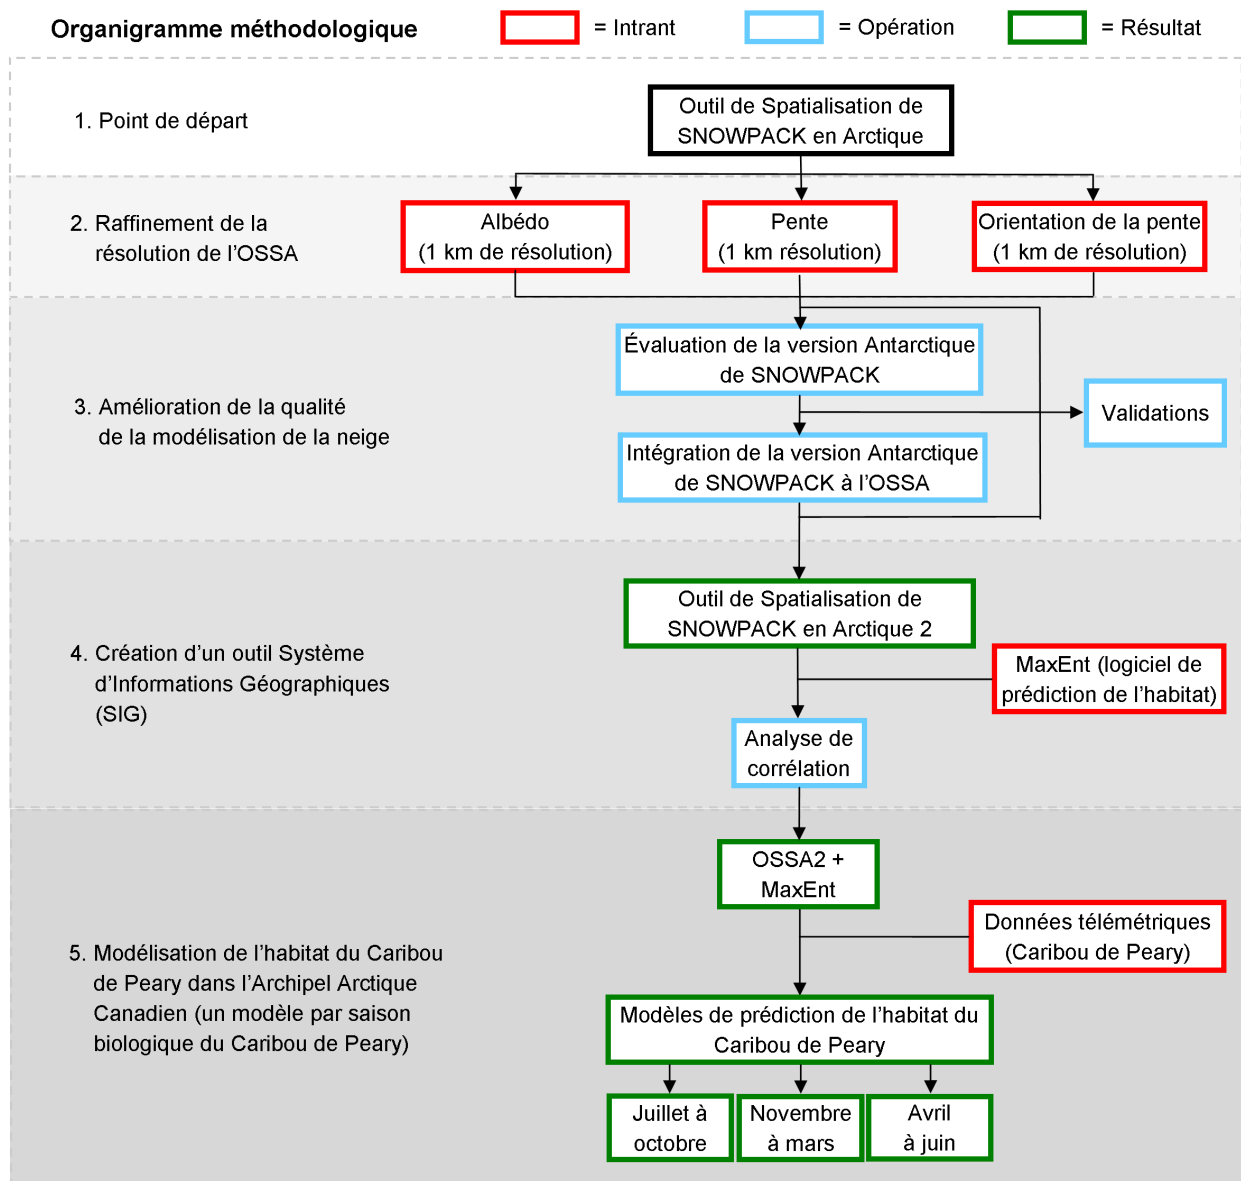 Organigramme méthodologique
= Intrant
= Opération
= Résultat
1. Point de départ
Outil de Spatialisation de
SNOWPACK en Arctique
2. Raffinement de la
résolution de l'OSSA
Albédo
(1 km de résolution)
Pente
(1 km résolution)
Orientation de la pente
(1 km de résolution)
3. Amélioration de la qualité
de la modélisation de la neige
Évaluation de la version Antarctique
de SNOWPACK
Validations
Intégration de la version Antarctique
de SNOWPACK à l'OSSA
4. Création d'un outil Système
d'Informations Géographiques
(SIG)
Outil de Spatialisation de
SNOWPACK en Arctique 2
MaxEnt (logiciel de
prédiction de l'habitat)
Analyse de
corrélation
5. Modélisation de l'habitat du Caribou
de Peary dans l'Archipel Arctique
Canadien (un modèle par saison
biologique du Caribou de Peary)
OSSA2 +
MaxEnt
Données télémétriques
(Caribou de Peary)
Modèles de prédiction de l'habitat du
Caribou de Peary
Juillet à
octobre
Novembre
à mars
Avril
à juin